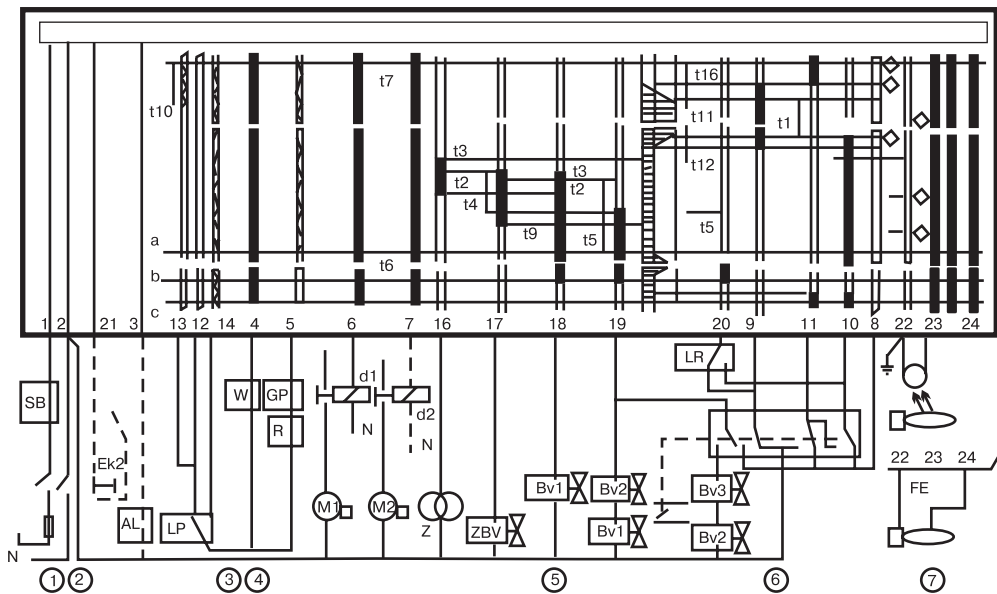 t10
t7
t16
t11
t1
t3
t12
t2
t3
t2
t4
t9
t5
t5
a
t6
b
c
1 2 21 3 13 12 14 4 5 6 7 16 17 18 19 20 9 11 10 8 22 23 24
SB
W
GP
d1
LR
R
d2
N
N
Ek2
22 23 24
Bv1
Bv2
Bv3
FE
M1
M2
AL
LP
Z
ZBV
Bv1
Bv2
N
1 2 3 4 5 6 7